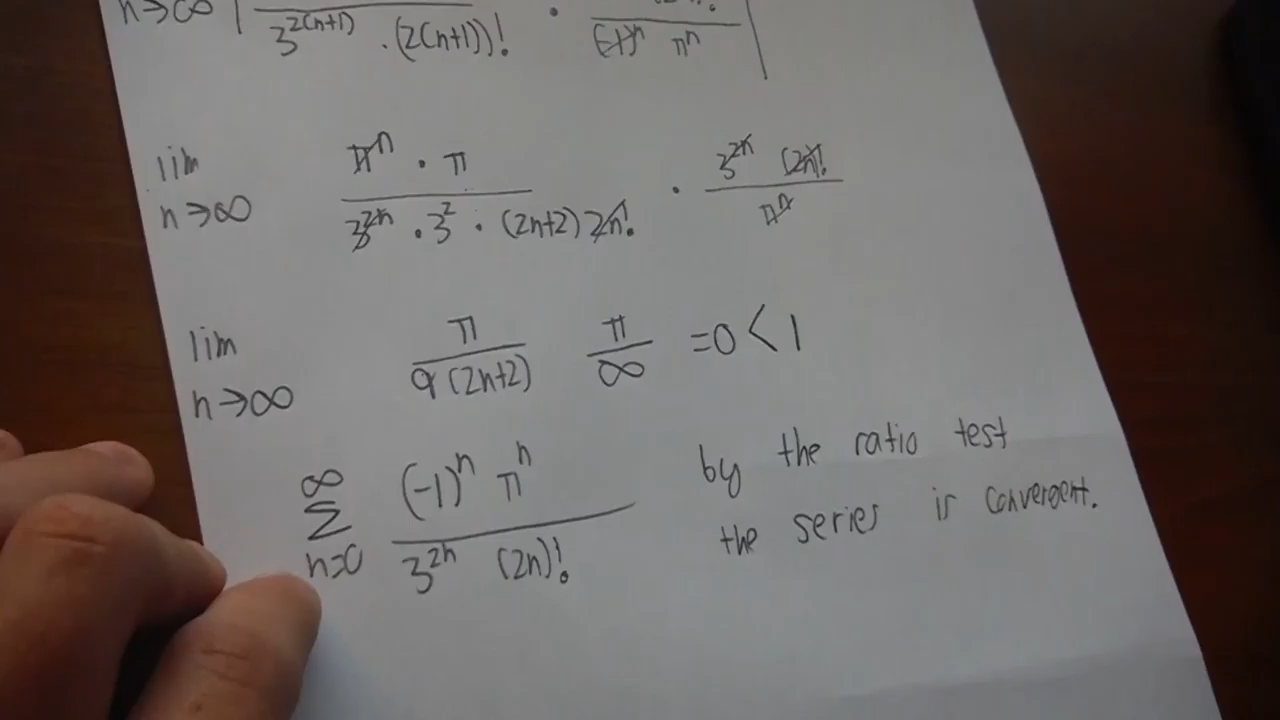 n→∞ | 3^{2(n+1)} . (2(n+1))! · (-1)^n π^n |
lim n→∞ π^n · π / 3^{2n} · 3^2 · (2n+2) 2n! · 3^{2n} (2n)! / π^n
lim n→∞ π / 9(2n+2) π / ∞ =0 < 1
∞ Σ n=0 (-1)^n π^n / 3^{2n} (2n)! by the ratio test
the series is convergent.